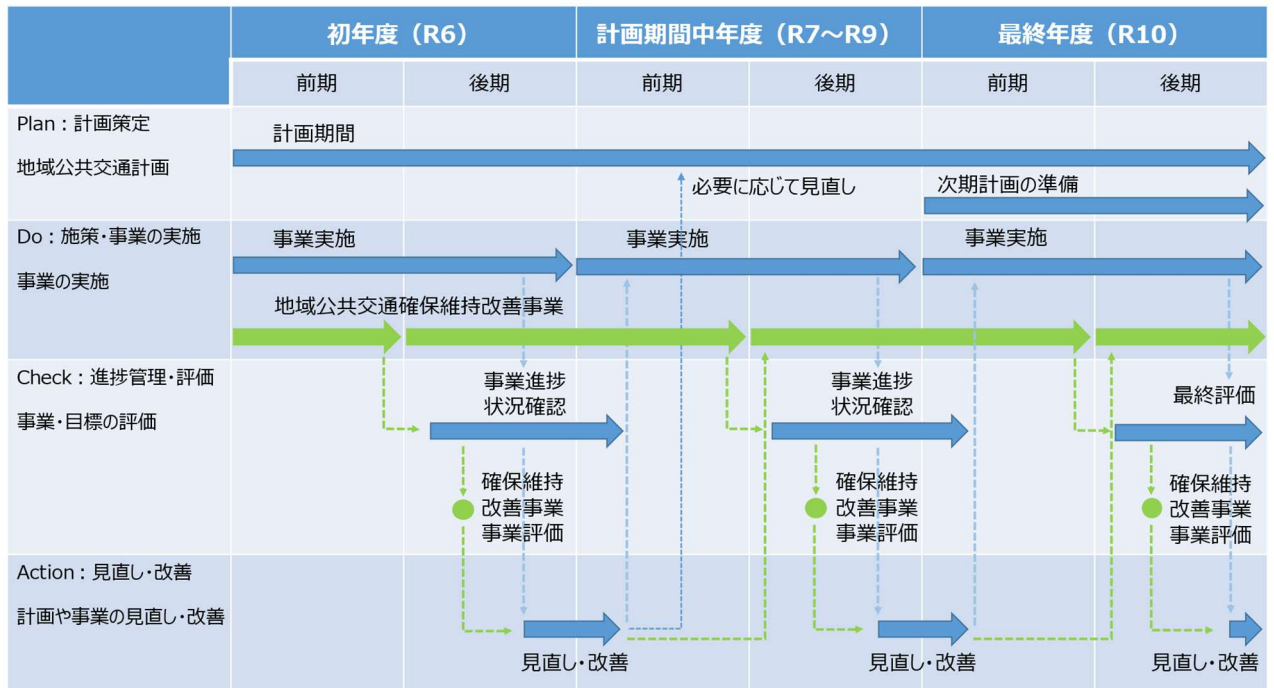 初年度（R6）
計画期間中年度（R7～R9）
最終年度（R10）
前期
後期
前期
後期
前期
後期
Plan：計画策定
地域公共交通計画
計画期間
必要に応じて見直し
次期計画の準備
Do：施策・事業の実施
事業の実施
事業実施
事業実施
事業実施
地域公共交通確保維持改善事業
Check：進捗管理・評価
事業・目標の評価
事業進捗
状況確認
事業進捗
状況確認
最終評価
確保維持
改善事業
事業評価
確保維持
改善事業
事業評価
確保維持
改善事業
事業評価
Action：見直し・改善
計画や事業の見直し・改善
見直し・改善
見直し・改善
見直し・改善